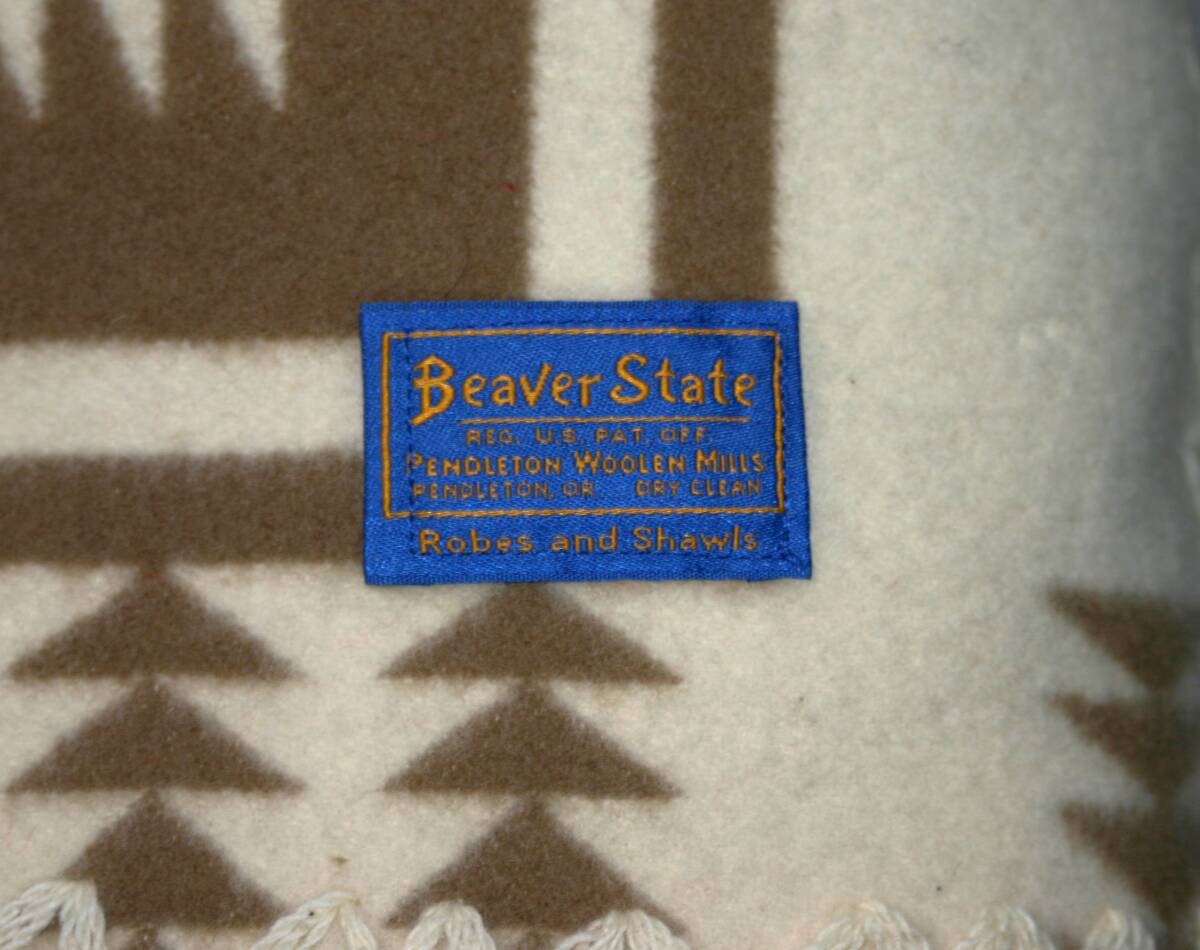 Beaver State
REG. U.S. PAT. OFF.
PENDLETON WOOLEN MILLS
PENDLETON, OR. DRY CLEAN
Robes and Shawls